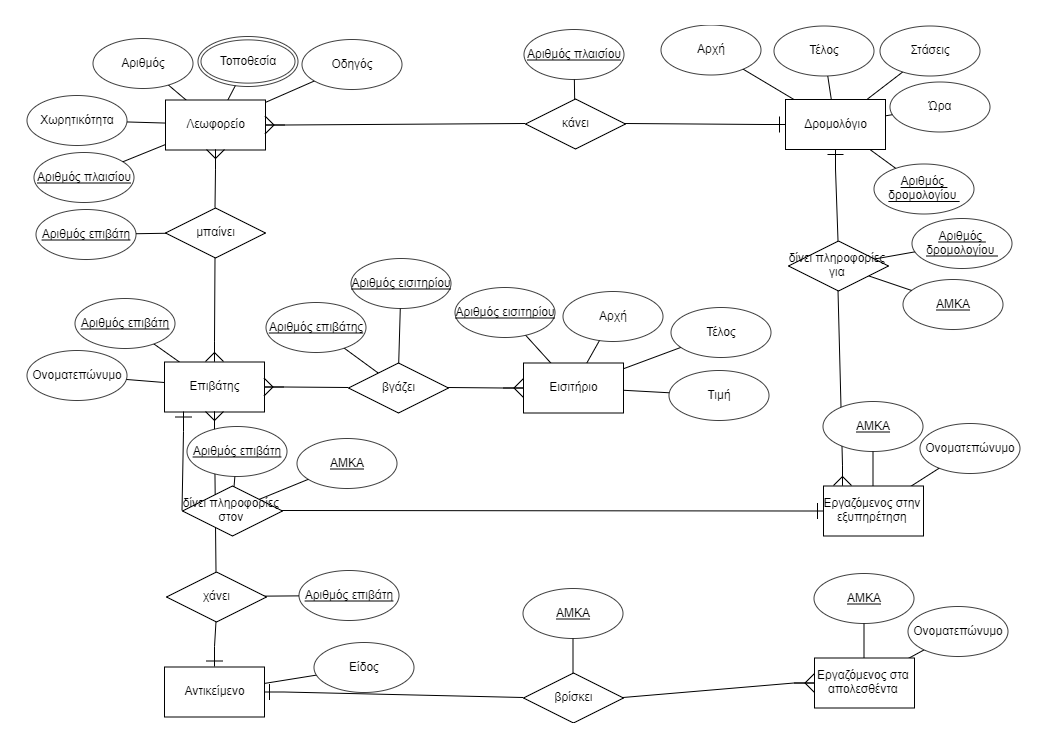 Αριθμός
Τοποθεσία
Οδηγός
Αριθμός πλαισίου
Αρχή
Τέλος
Στάσεις
Χωρητικότητα
Λεωφορείο
κάνει
Δρομολόγιο
Ώρα
Αριθμός πλαισίου
Αριθμός
δρομολογίου
Αριθμός επιβάτη
μπαίνει
Αριθμός
δρομολογίου
δίνει πληροφορίες
για
ΑΜΚΑ
Αριθμός εισιτηρίου
Αριθμός επιβάτη
Αριθμός επιβάτης
Αριθμός εισιτηρίου
Αρχή
Τέλος
Ονοματεπώνυμο
Επιβάτης
βγάζει
Εισιτήριο
Τιμή
Αριθμός επιβάτη
ΑΜΚΑ
ΑΜΚΑ
Ονοματεπώνυμο
δίνει πληροφορίες
στον
Εργαζόμενος στην
εξυπηρέτηση
χάνει
Αριθμός επιβάτη
ΑΜΚΑ
ΑΜΚΑ
Ονοματεπώνυμο
Είδος
Αντικείμενο
βρίσκει
Εργαζόμενος στα
απολεσθέντα